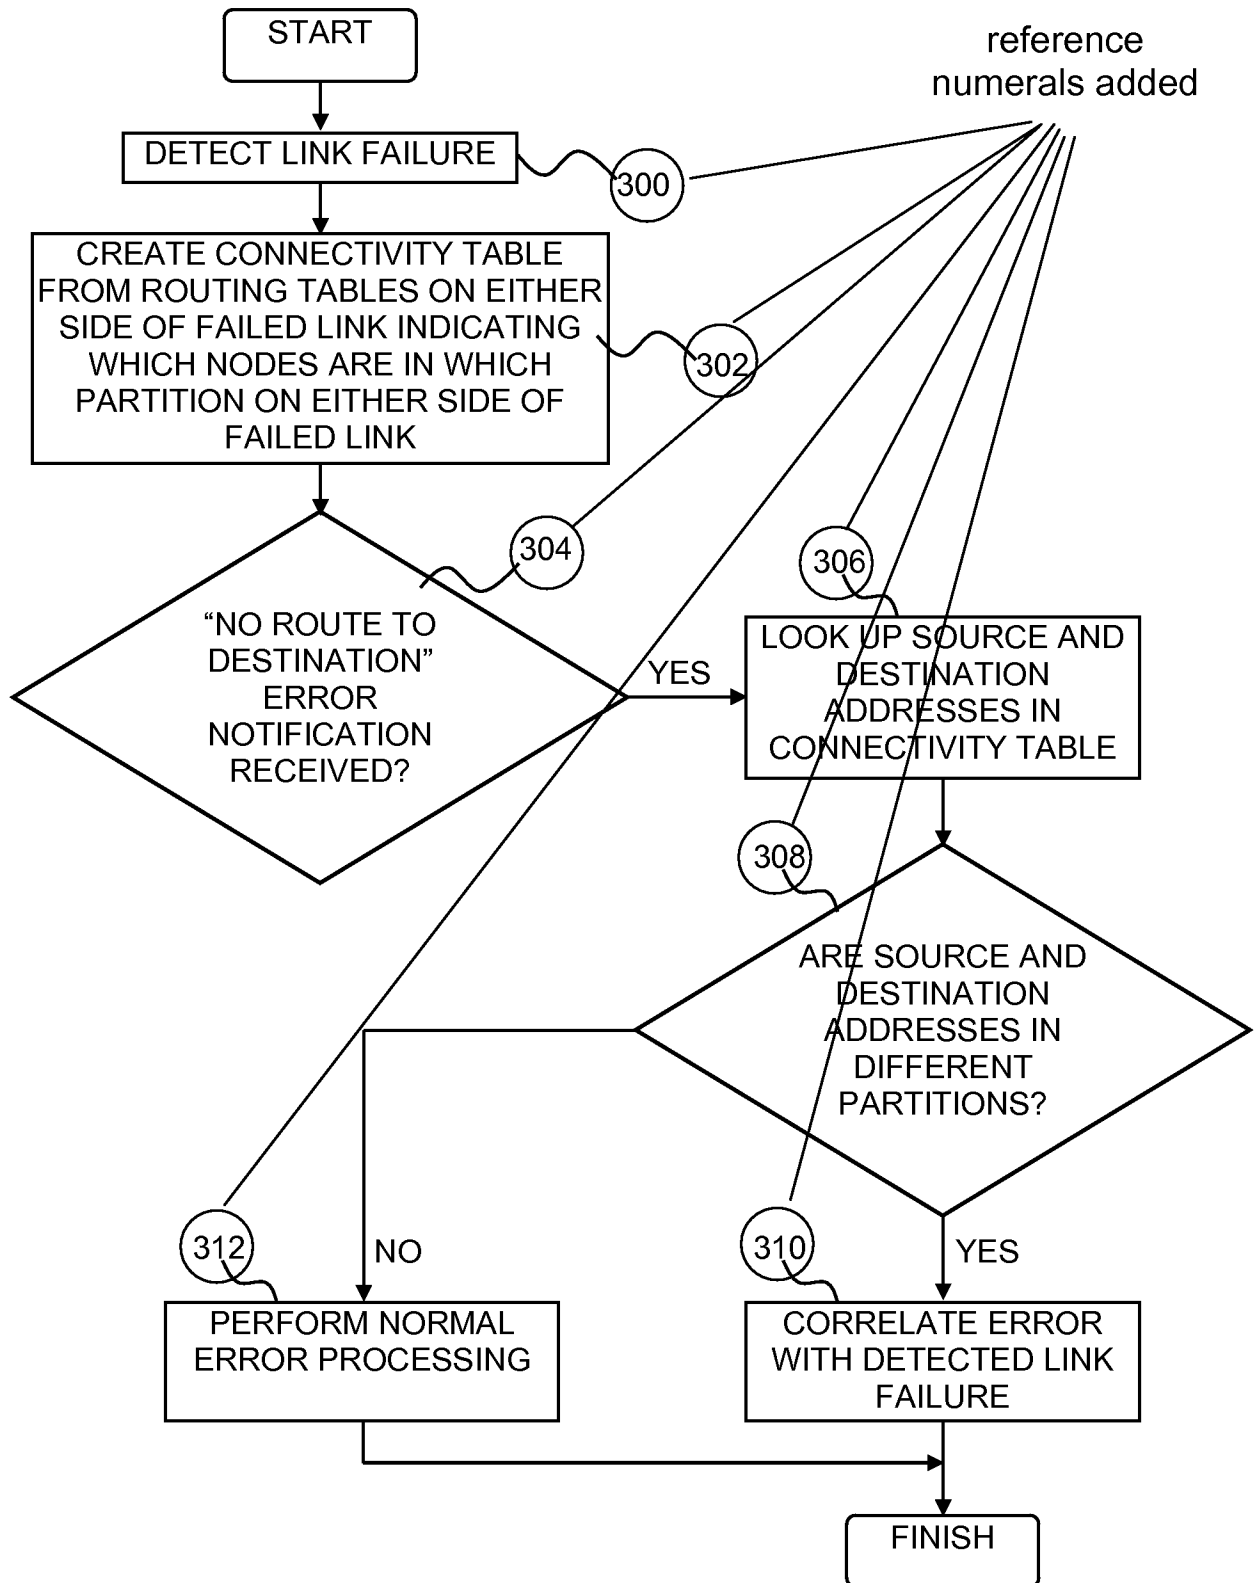 START
reference
numerals added
DETECT LINK FAILURE
300
CREATE CONNECTIVITY TABLE
FROM ROUTING TABLES ON EITHER
SIDE OF FAILED LINK INDICATING
WHICH NODES ARE IN WHICH
PARTITION ON EITHER SIDE OF
FAILED LINK
302
304
“NO ROUTE TO
DESTINATION”
ERROR
NOTIFICATION
RECEIVED?
YES
306
LOOK UP SOURCE AND
DESTINATION
ADDRESSES IN
CONNECTIVITY TABLE
308
ARE SOURCE AND
DESTINATION
ADDRESSES IN
DIFFERENT
PARTITIONS?
312
NO
310
YES
PERFORM NORMAL
ERROR PROCESSING
CORRELATE ERROR
WITH DETECTED LINK
FAILURE
FINISH